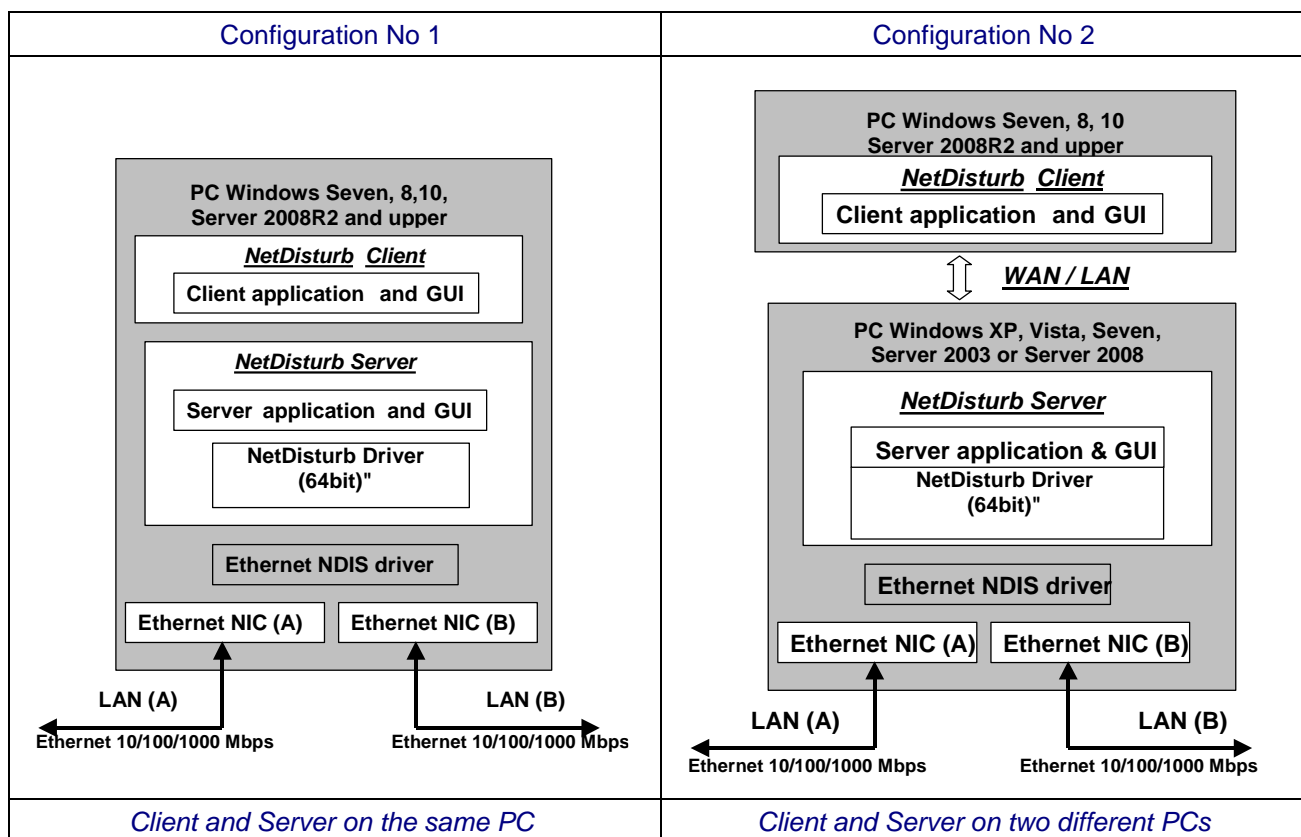 Configuration No 1
PC Windows Seven, 8,10,
Server 2008R2 and upper
NetDisturb Client
Client application and GUI
NetDisturb Server
Server application and GUI
NetDisturb Driver
(64bit)"
Ethernet NDIS driver
Ethernet NIC (A)
Ethernet NIC (B)
LAN (A)
LAN (B)
Ethernet 10/100/1000 Mbps
Ethernet 10/100/1000 Mbps
Client and Server on the same PC
Configuration No 2
PC Windows Seven, 8, 10
Server 2008R2 and upper
NetDisturb Client
Client application and GUI
WAN / LAN
PC Windows XP, Vista, Seven,
Server 2003 or Server 2008
NetDisturb Server
Server application & GUI
NetDisturb Driver
(64bit)"
Ethernet NDIS driver
Ethernet NIC (A)
Ethernet NIC (B)
LAN (A)
LAN (B)
Ethernet 10/100/1000 Mbps
Ethernet 10/100/1000 Mbps
Client and Server on two different PCs